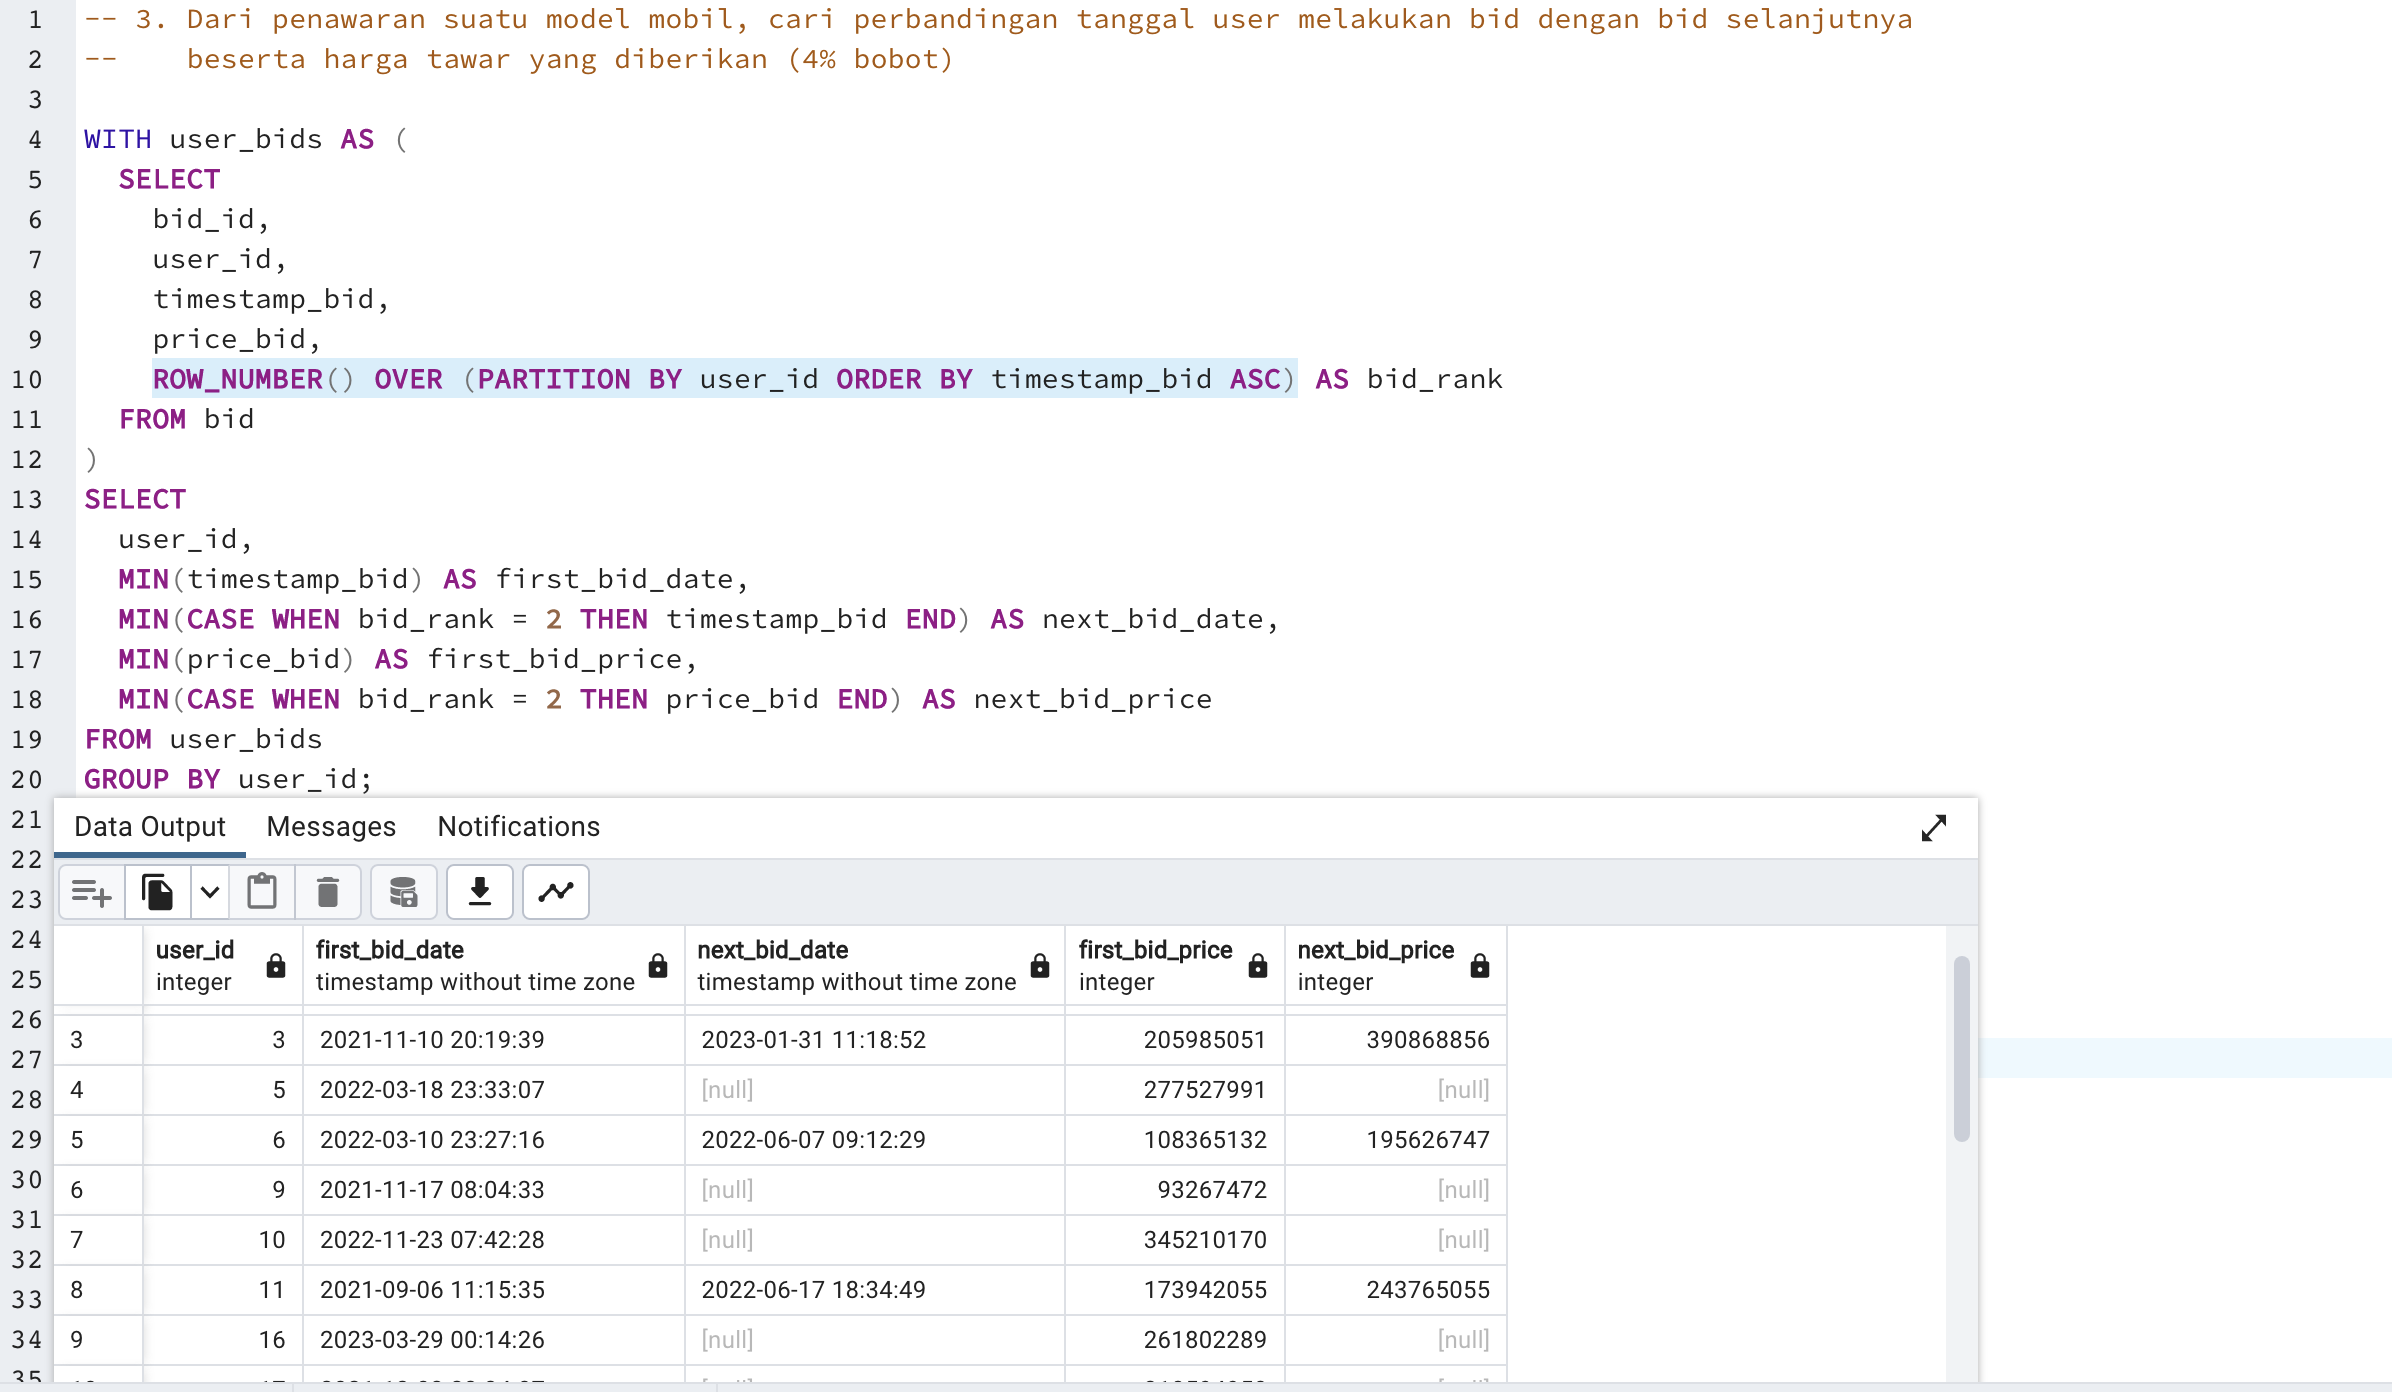 1 -- 3. Dari penawaran suatu model mobil, cari perbandingan tanggal user melakukan bid dengan bid selanjutnya
2 --    beserta harga tawar yang diberikan (4% bobot)
3
4 WITH user_bids AS (
5   SELECT
6     bid_id,
7     user_id,
8     timestamp_bid,
9     price_bid,
10     ROW_NUMBER() OVER (PARTITION BY user_id ORDER BY timestamp_bid ASC) AS bid_rank
11   FROM bid
12 )
13 SELECT
14   user_id,
15   MIN(timestamp_bid) AS first_bid_date,
16   MIN(CASE WHEN bid_rank = 2 THEN timestamp_bid END) AS next_bid_date,
17   MIN(price_bid) AS first_bid_price,
18   MIN(CASE WHEN bid_rank = 2 THEN price_bid END) AS next_bid_price
19 FROM user_bids
20 GROUP BY user_id;
21
22
23
24
25
26
27
28
29
30
31
32
33
34
35
Data Output Messages Notifications
user_id first_bid_date next_bid_date first_bid_price next_bid_price
integer timestamp without time zone timestamp without time zone integer integer
3 3 2021-11-10 20:19:39 2023-01-31 11:18:52 205985051 390868856
4 5 2022-03-18 23:33:07 [null] 277527991 [null]
5 6 2022-03-10 23:27:16 2022-06-07 09:12:29 108365132 195626747
6 9 2021-11-17 08:04:33 [null] 93267472 [null]
7 10 2022-11-23 07:42:28 [null] 345210170 [null]
8 11 2021-09-06 11:15:35 2022-06-17 18:34:49 173942055 243765055
9 16 2023-03-29 00:14:26 [null] 261802289 [null]